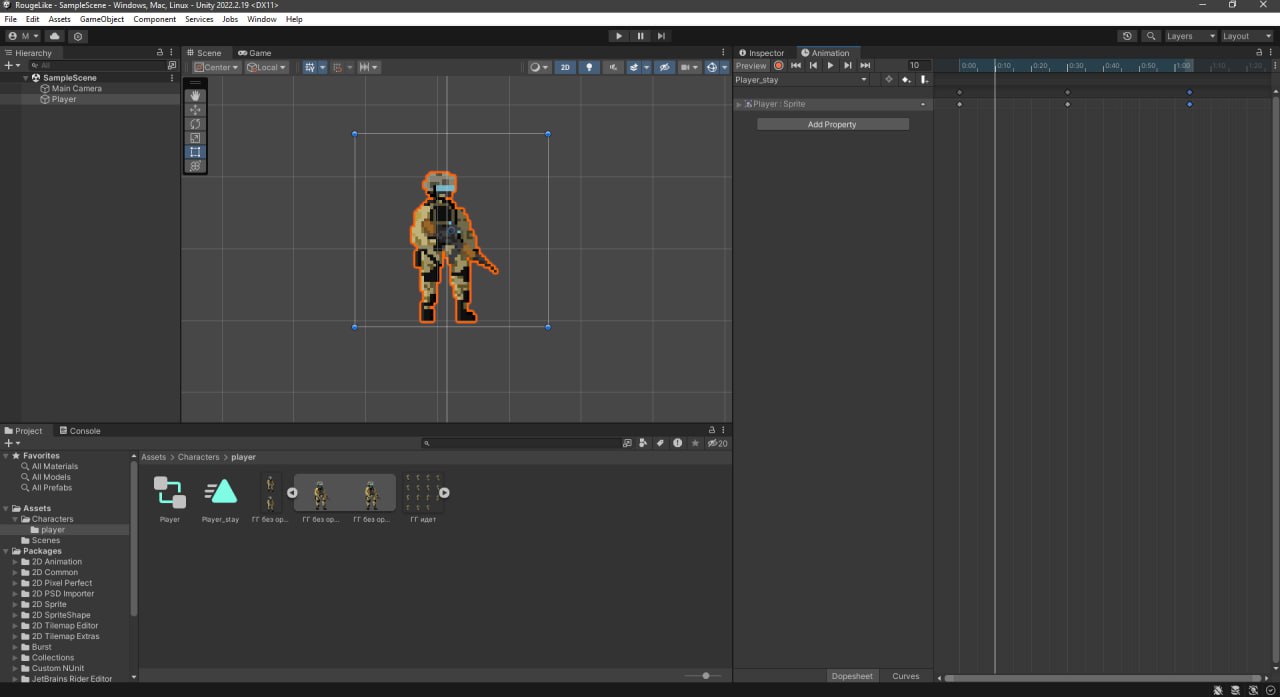 RougeLike - SampleScene - Windows, Mac, Linux - Unity 2022.2.19 <DX11>
File Edit Assets GameObject Component Services Jobs Window Help
M Layers Layout
Hierarchy Scene Game Inspector Animation
All Center Local 2D Preview 10 0:00 0:10 0:20 0:30 0:40 0:50 1:00 1:10 1:20
SampleScene Player_stay
Main Camera
Player Player : Sprite
Add Property
Project Console
20
Favorites Assets > Characters > player
All Materials
All Models
All Prefabs
Assets
Characters Player Player_stay ГГ без ор... ГГ без ор... ГГ без ор... ГГ идет
player
Scenes
Packages
2D Animation
2D Common
2D Pixel Perfect
2D PSD Importer
2D Sprite
2D SpriteShape
2D Tilemap Editor
2D Tilemap Extras
Burst
Collections
Custom NUnit
JetBrains Rider Editor Dopesheet Curves